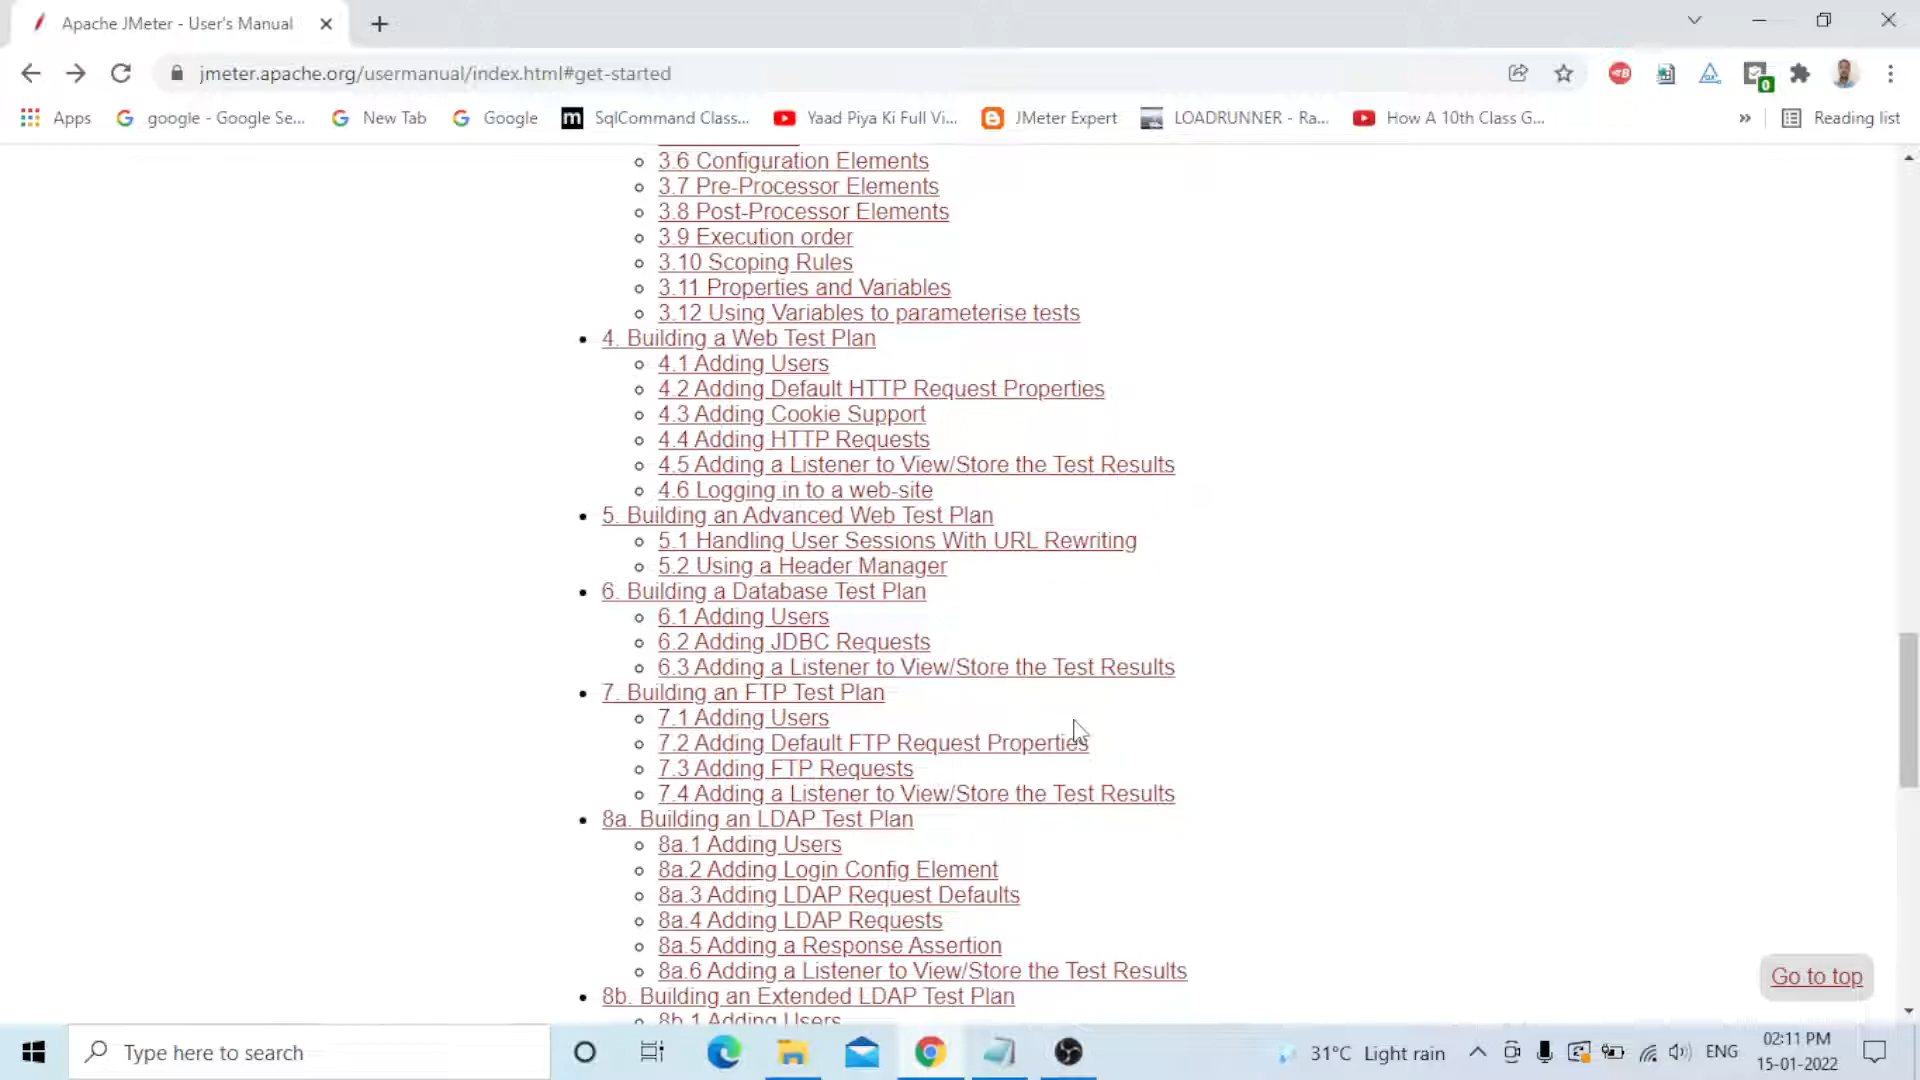 Apache JMeter - User's Manual
jmeter.apache.org/usermanual/index.html#get-started
Apps
google - Google Se...
New Tab
Google
SqlCommand Class...
Yaad Piya Ki Full Vi...
JMeter Expert
LOADRUNNER - Ra...
How A 10th Class G...
»
Reading list
3.6 Configuration Elements
3.7 Pre-Processor Elements
3.8 Post-Processor Elements
3.9 Execution order
3.10 Scoping Rules
3.11 Properties and Variables
3.12 Using Variables to parameterise tests
4. Building a Web Test Plan
4.1 Adding Users
4.2 Adding Default HTTP Request Properties
4.3 Adding Cookie Support
4.4 Adding HTTP Requests
4.5 Adding a Listener to View/Store the Test Results
4.6 Logging in to a web-site
5. Building an Advanced Web Test Plan
5.1 Handling User Sessions With URL Rewriting
5.2 Using a Header Manager
6. Building a Database Test Plan
6.1 Adding Users
6.2 Adding JDBC Requests
6.3 Adding a Listener to View/Store the Test Results
7. Building an FTP Test Plan
7.1 Adding Users
7.2 Adding Default FTP Request Properties
7.3 Adding FTP Requests
7.4 Adding a Listener to View/Store the Test Results
8a. Building an LDAP Test Plan
8a.1 Adding Users
8a.2 Adding Login Config Element
8a.3 Adding LDAP Request Defaults
8a.4 Adding LDAP Requests
8a.5 Adding a Response Assertion
8a.6 Adding a Listener to View/Store the Test Results
8b. Building an Extended LDAP Test Plan
8b.1 Adding Users
Go to top
Type here to search
31°C Light rain
ENG
02:11 PM
15-01-2022